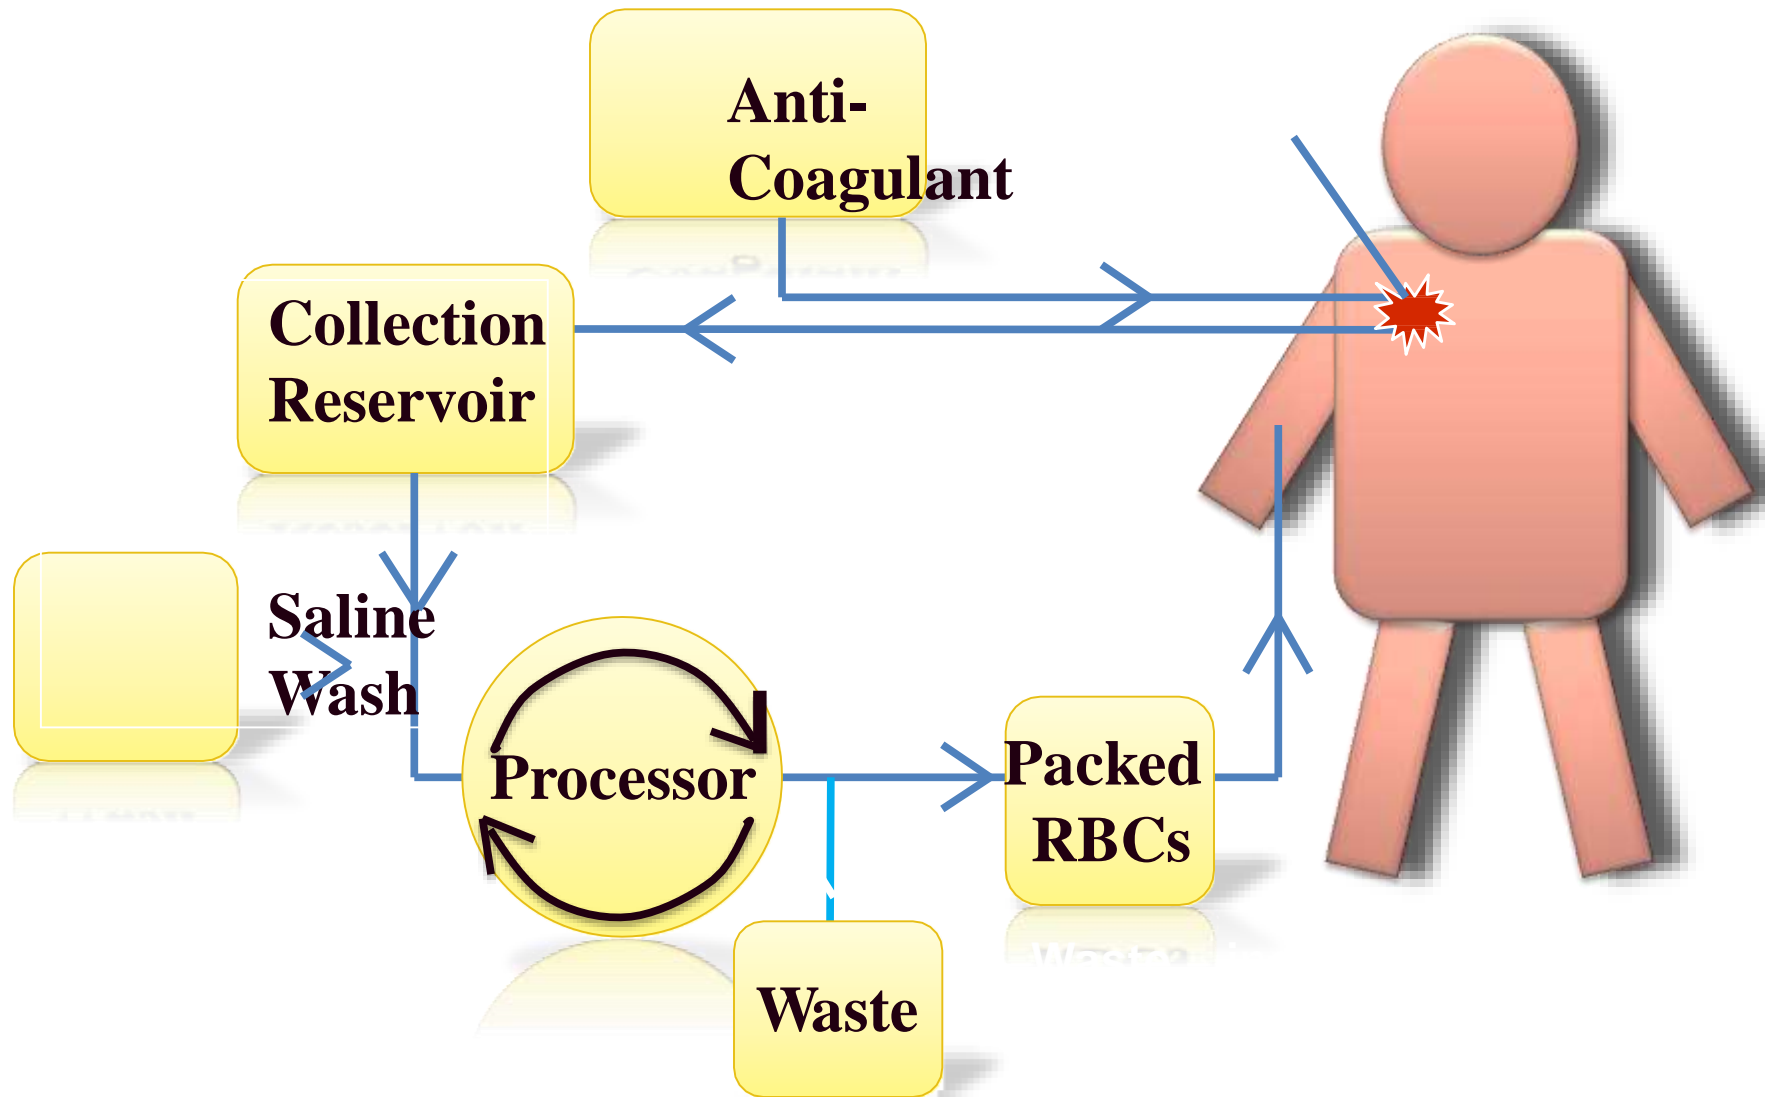 Anti-
Coagulant
Collection
Reservoir
Saline
Wash
Processor
Packed
RBCs
Waste